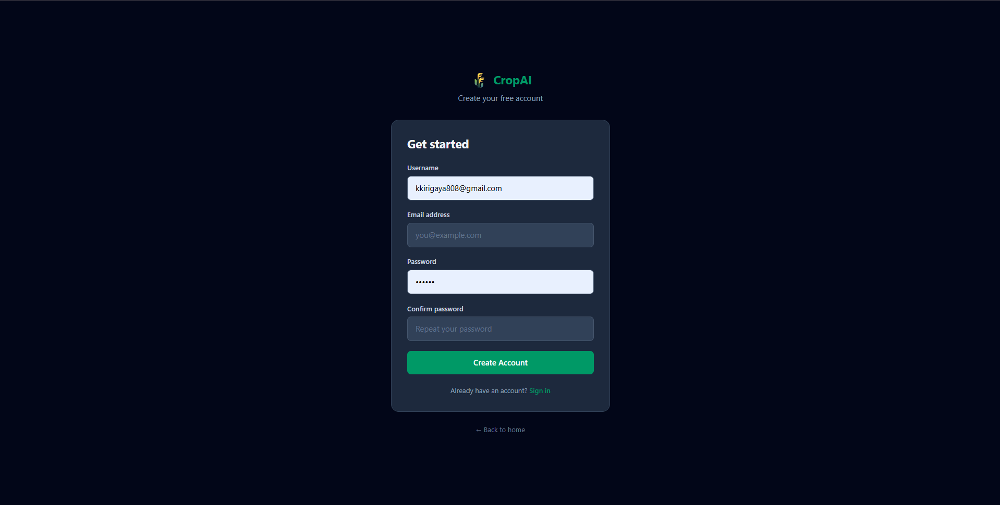 CropAI
Create your free account
Get started
Username
kkirigaya808@gmail.com
Email address
you@example.com
Password
••••••
Confirm password
Repeat your password
Create Account
Already have an account? Sign in
← Back to home